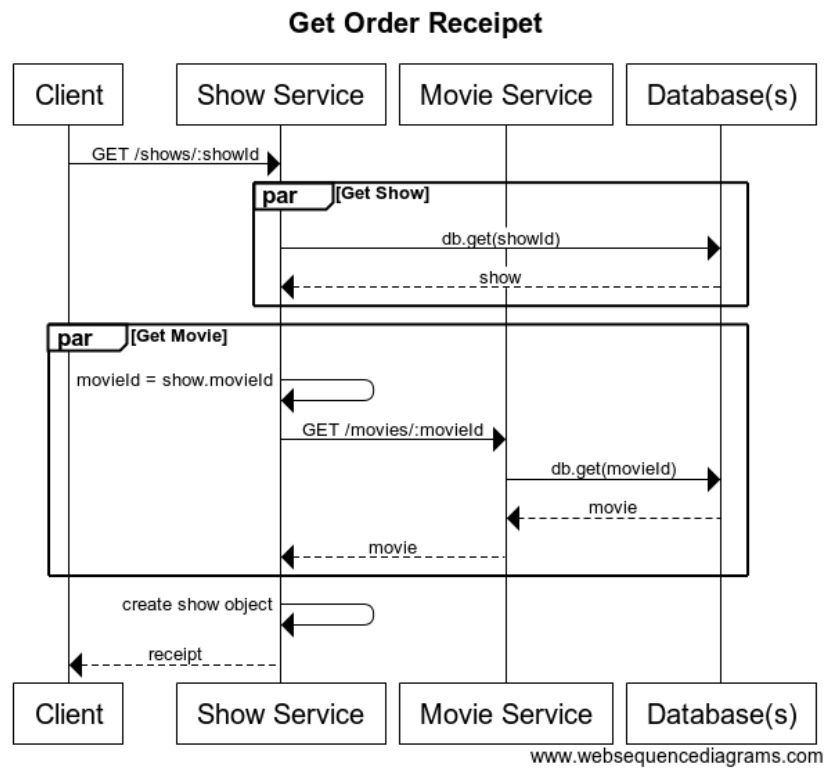 Get Order Receipet
Client
Show Service
Movie Service
Database(s)
GET /shows/:showId
par
[Get Show]
db.get(showId)
show
par
[Get Movie]
movieId = show.movieId
GET /movies/:movieId
db.get(movieId)
movie
movie
create show object
receipt
Client
Show Service
Movie Service
Database(s)
www.websequencediagrams.com